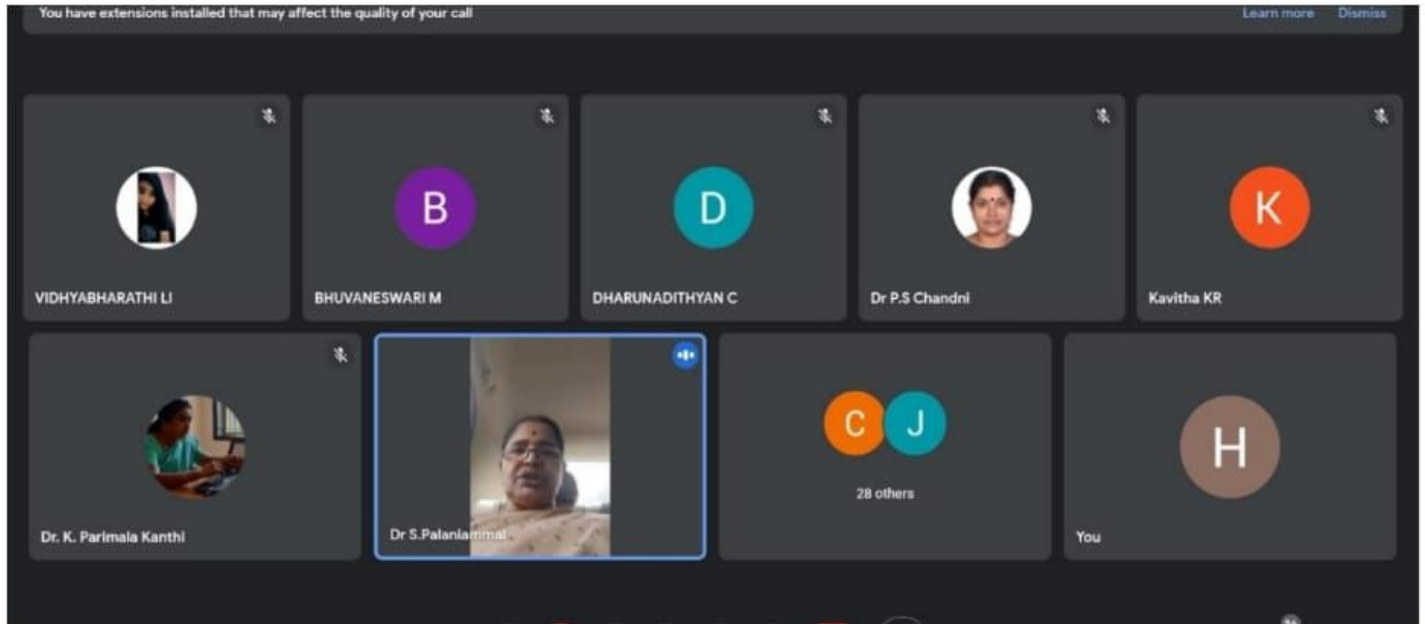 You have extensions installed that may affect the quality of your call
Learn more Dismiss
B
D
K
VIDHYABHARATHI LI
BHUVANESWARI M
DHARUNADITHYAN C
Dr P.S Chandni
Kavitha KR
C J
H
28 others
Dr. K. Parimala Kanthi
Dr S.Palaniammal
You